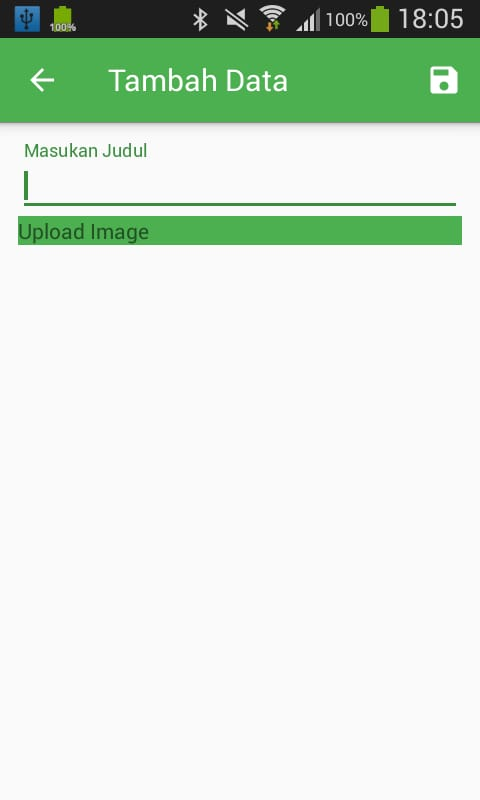 100%
100%
18:05
Tambah Data
Masukan Judul
Upload Image